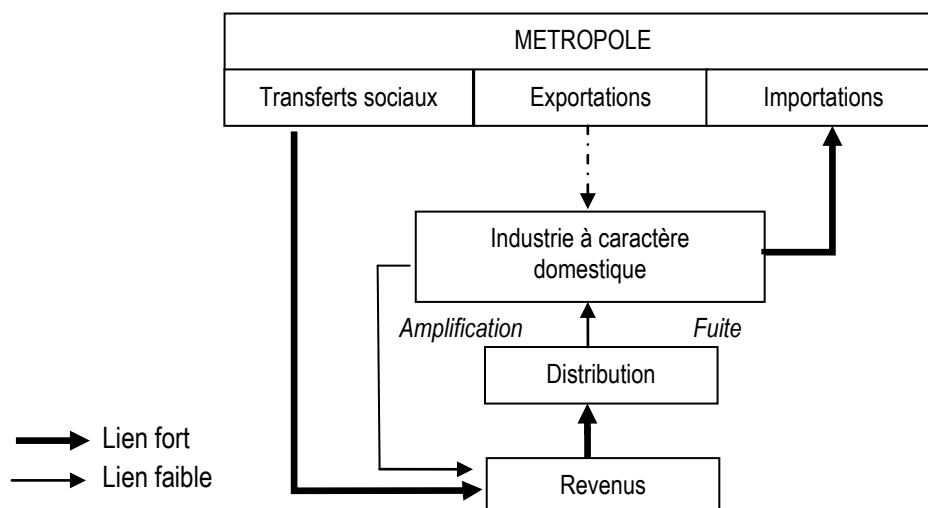 METROPOLE
Transferts sociaux
Exportations
Importations
Industrie à caractère
domestique
Amplification
Fuite
Distribution
Lien fort
Lien faible
Revenus